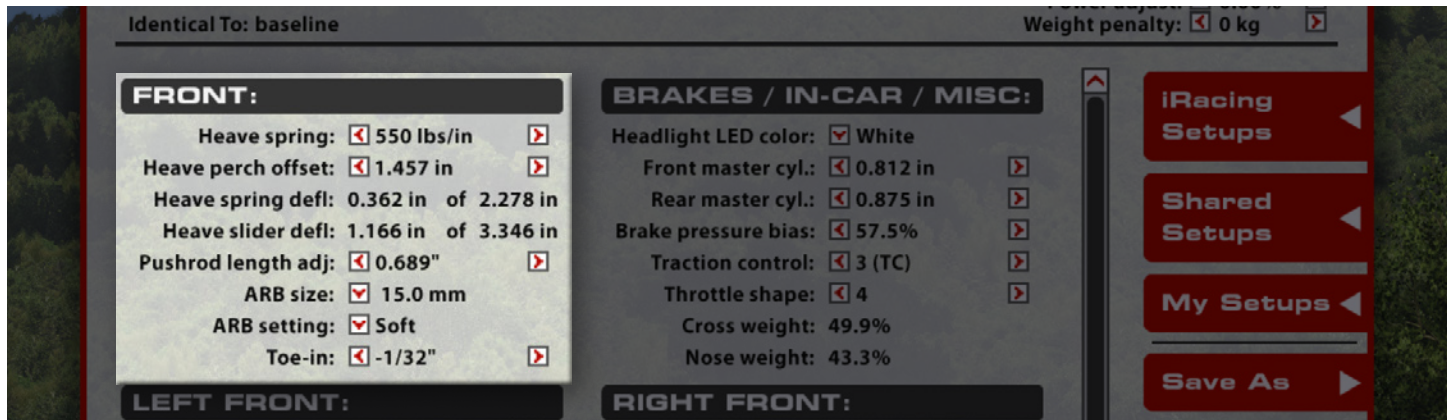 Identical To: baseline
Weight penalty: 0 kg
FRONT:
Heave spring: 550 lbs/in
Heave perch offset: 1.457 in
Heave spring defl: 0.362 in of 2.278 in
Heave slider defl: 1.166 in of 3.346 in
Pushrod length adj: 0.689"
ARB size: 15.0 mm
ARB setting: Soft
Toe-in: -1/32"
LEFT FRONT:
BRAKES / IN-CAR / MISC:
Headlight LED color: White
Front master cyl.: 0.812 in
Rear master cyl.: 0.875 in
Brake pressure bias: 57.5%
Traction control: 3 (TC)
Throttle shape: 4
Cross weight: 49.9%
Nose weight: 43.3%
RIGHT FRONT:
iRacing
Setups
Shared
Setups
My Setups
Save As